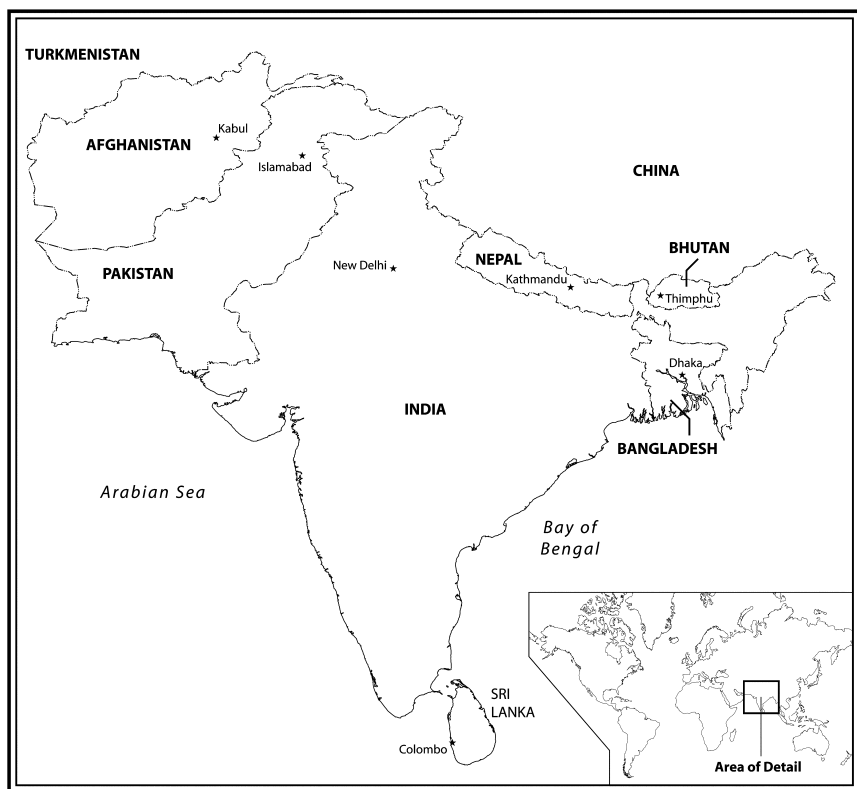 TURKMENISTAN
Kabul
AFGHANISTAN
Islamabad
CHINA
BHUTAN
NEPAL
PAKISTAN
New Delhi
Kathmandu
Thimphu
Dhaka
INDIA
BANGLADESH
Arabian Sea
Bay of
Bengal
SRI
LANKA
Colombo
Area of Detail